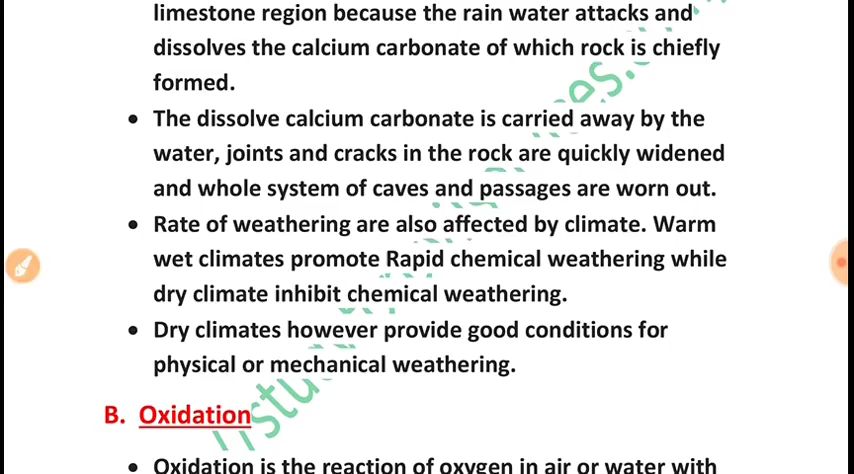 limestone region because the rain water attacks and
dissolves the calcium carbonate of which rock is chiefly
formed.
• The dissolve calcium carbonate is carried away by the
water, joints and cracks in the rock are quickly widened
and whole system of caves and passages are worn out.
• Rate of weathering are also affected by climate. Warm
wet climates promote Rapid chemical weathering while
dry climate inhibit chemical weathering.
• Dry climates however provide good conditions for
physical or mechanical weathering.
B. Oxidation
• Oxidation is the reaction of oxygen in air or water with